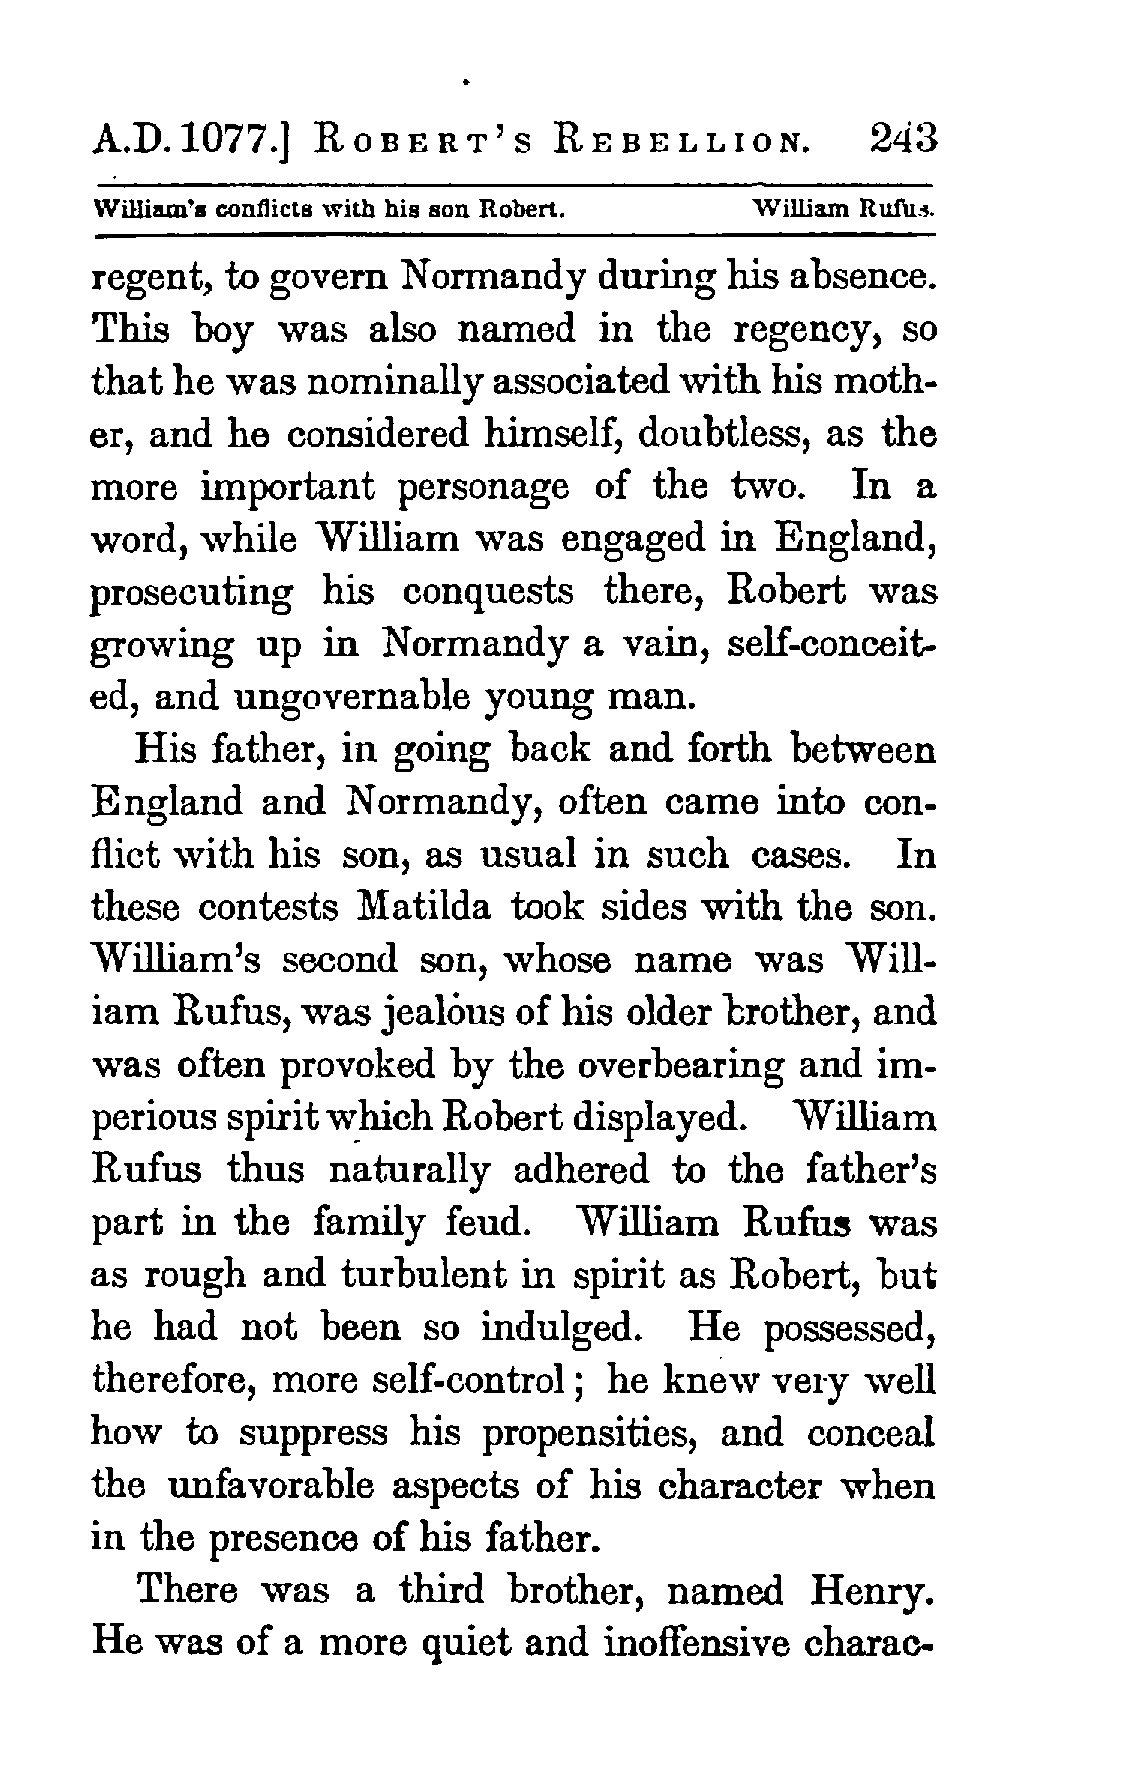 A.D. 1077.] ROBERT'S REBELLION. 243
William's conflicts with his son Robert. William Rufus.
regent, to govern Normandy during his absence.
This boy was also named in the regency, so
that he was nominally associated with his moth-
er, and he considered himself, doubtless, as the
more important personage of the two. In a
word, while William was engaged in England,
prosecuting his conquests there, Robert was
growing up in Normandy a vain, self-conceit-
ed, and ungovernable young man.
His father, in going back and forth between
England and Normandy, often came into con-
flict with his son, as usual in such cases. In
these contests Matilda took sides with the son.
William's second son, whose name was Will-
iam Rufus, was jealous of his older brother, and
was often provoked by the overbearing and im-
perious spirit which Robert displayed. William
Rufus thus naturally adhered to the father's
part in the family feud. William Rufus was
as rough and turbulent in spirit as Robert, but
he had not been so indulged. He possessed,
therefore, more self-control; he knew very well
how to suppress his propensities, and conceal
the unfavorable aspects of his character when
in the presence of his father.
There was a third brother, named Henry.
He was of a more quiet and inoffensive charac-